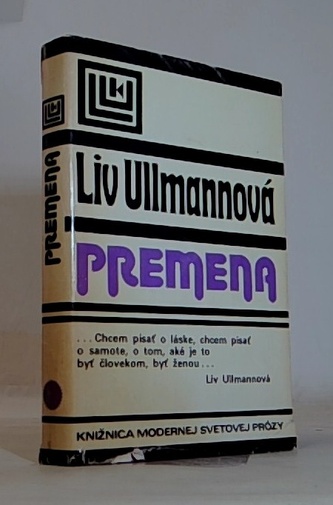 Liv Ullmannová
PREMENA
...Chcem písať o láske, chcem písať
o samote, o tom, aké je to
byť človekom, byť ženou...
Liv Ullmannová
KNIŽNICA MODERNEJ SVETOVEJ PRÓZY
PREMENA